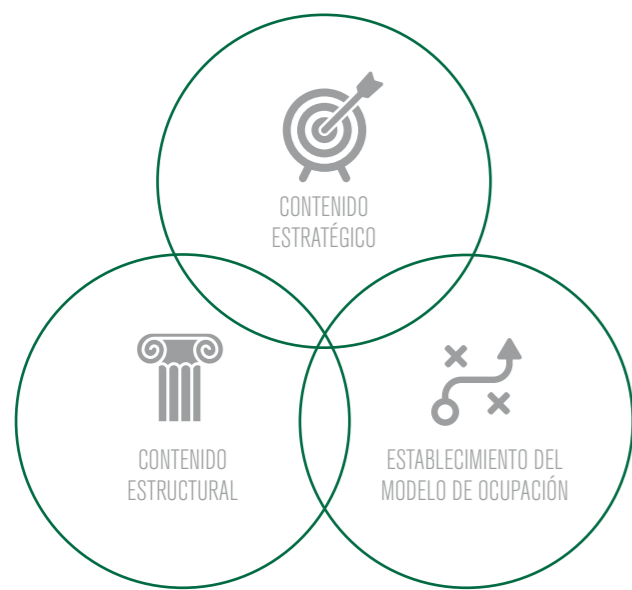 CONTENIDO
ESTRATÉGICO
CONTENIDO
ESTRUCTURAL
ESTABLECIMIENTO DEL
MODELO DE OCUPACIÓN